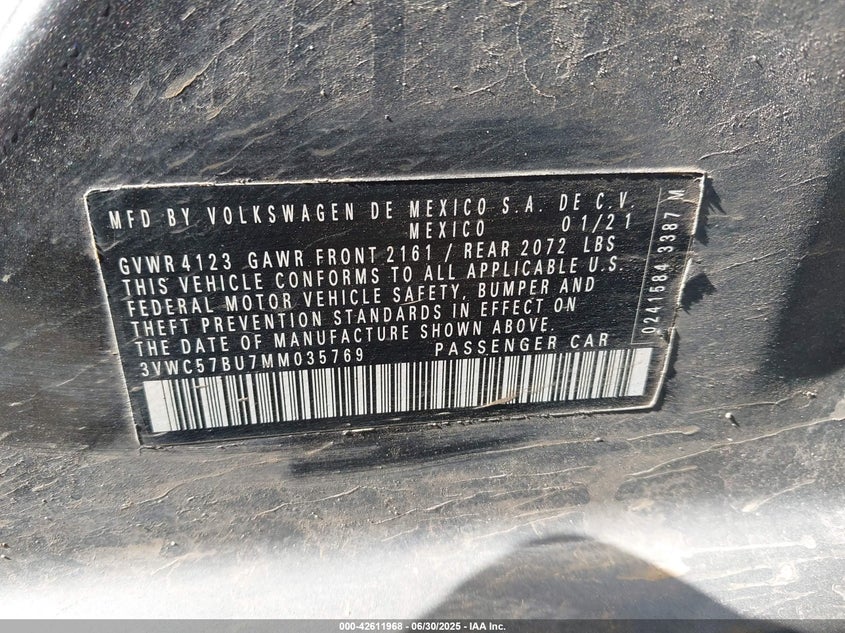 MFD BY VOLKSWAGEN DE MEXICO S.A. DE C.V.
MEXICO 01/21
GVWR 4123 GAWR FRONT 2161 / REAR 2072 LBS
THIS VEHICLE CONFORMS TO ALL APPLICABLE U.S.
FEDERAL MOTOR VEHICLE SAFETY, BUMPER AND
THEFT PREVENTION STANDARDS IN EFFECT ON
THE DATE OF MANUFACTURE SHOWN ABOVE.
3VWC57BU7MM035769 PASSENGER CAR
0241584 3387 M
000-42611968 - 06/30/2025 - IAA Inc.